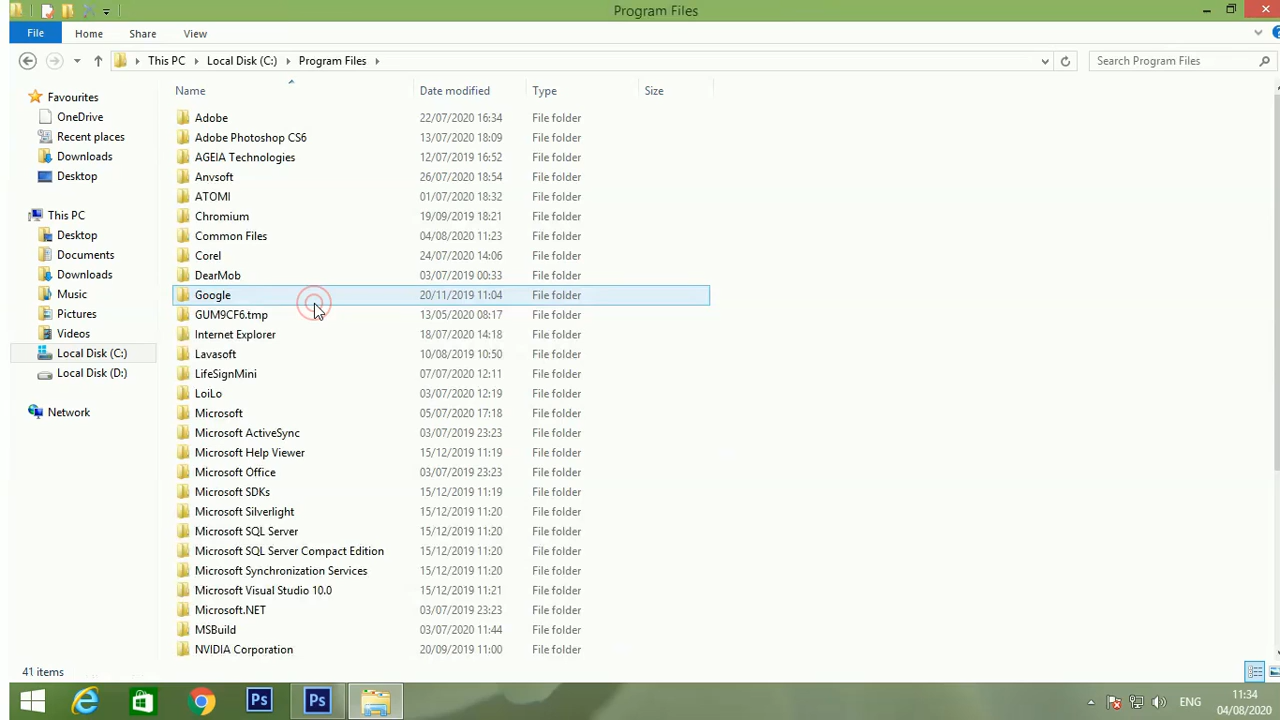 Program Files
File Home Share View
This PC Local Disk (C:) Program Files
Search Program Files
Name Date modified Type Size
Favourites
OneDrive
Recent places
Downloads
Desktop
This PC
Desktop
Documents
Downloads
Music
Pictures
Videos
Local Disk (C:)
Local Disk (D:)
Network
Adobe 22/07/2020 16:34 File folder
Adobe Photoshop CS6 13/07/2020 18:09 File folder
AGEIA Technologies 12/07/2019 16:52 File folder
Anvsoft 26/07/2020 18:54 File folder
ATOMI 01/07/2020 18:32 File folder
Chromium 19/09/2019 18:21 File folder
Common Files 04/08/2020 11:23 File folder
Corel 24/07/2020 14:06 File folder
DearMob 03/07/2019 00:33 File folder
Google 20/11/2019 11:04 File folder
GUM9CF6.tmp 13/05/2020 08:17 File folder
Internet Explorer 18/07/2020 14:18 File folder
Lavasoft 10/08/2019 10:50 File folder
LifeSignMini 07/07/2020 12:11 File folder
LoiLo 03/07/2019 12:19 File folder
Microsoft 05/07/2020 17:18 File folder
Microsoft ActiveSync 03/07/2019 23:23 File folder
Microsoft Help Viewer 15/12/2019 11:19 File folder
Microsoft Office 03/07/2019 23:23 File folder
Microsoft SDKs 15/12/2019 11:19 File folder
Microsoft Silverlight 15/12/2019 11:20 File folder
Microsoft SQL Server 15/12/2019 11:20 File folder
Microsoft SQL Server Compact Edition 15/12/2019 11:20 File folder
Microsoft Synchronization Services 15/12/2019 11:20 File folder
Microsoft Visual Studio 10.0 15/12/2019 11:21 File folder
Microsoft.NET 03/07/2019 23:23 File folder
MSBuild 03/07/2020 11:44 File folder
NVIDIA Corporation 20/09/2019 11:00 File folder
41 items
Ps Ps ENG 11:34
04/08/2020